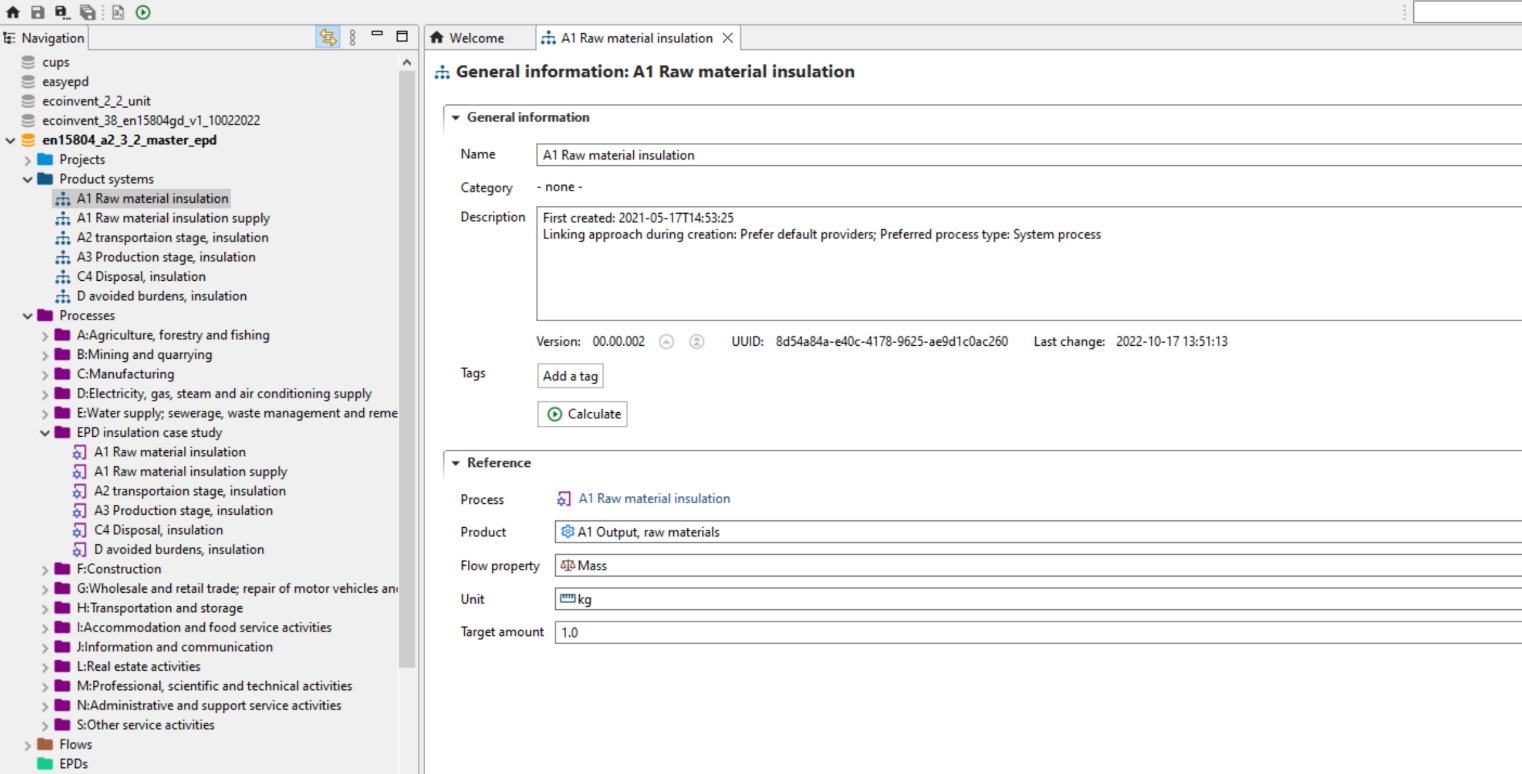 Navigation
cups
easyepd
ecoinvent_2_2_unit
ecoinvent_38_en15804gd_v1_10022022
en15804_a2_3_2_master_epd
Projects
Product systems
A1 Raw material insulation
A1 Raw material insulation supply
A2 transportaion stage, insulation
A3 Production stage, insulation
C4 Disposal, insulation
D avoided burdens, insulation
Processes
A:Agriculture, forestry and fishing
B:Mining and quarrying
C:Manufacturing
D:Electricity, gas, steam and air conditioning supply
E:Water supply; sewerage, waste management and reme
EPD insulation case study
A1 Raw material insulation
A1 Raw material insulation supply
A2 transportaion stage, insulation
A3 Production stage, insulation
C4 Disposal, insulation
D avoided burdens, insulation
F:Construction
G:Wholesale and retail trade; repair of motor vehicles an
H:Transportation and storage
I:Accommodation and food service activities
J:Information and communication
L:Real estate activities
M:Professional, scientific and technical activities
N:Administrative and support service activities
S:Other service activities
Flows
EPDs
Welcome
A1 Raw material insulation
General information: A1 Raw material insulation
General information
Name A1 Raw material insulation
Category - none -
Description First created: 2021-05-17T14:53:25
Linking approach during creation: Prefer default providers; Preferred process type: System process
Version: 00.00.002 UUID: 8d54a84a-e40c-4178-9625-ae9d1c0ac260 Last change: 2022-10-17 13:51:13
Tags Add a tag
Calculate
Reference
Process A1 Raw material insulation
Product A1 Output, raw materials
Flow property Mass
Unit kg
Target amount 1.0